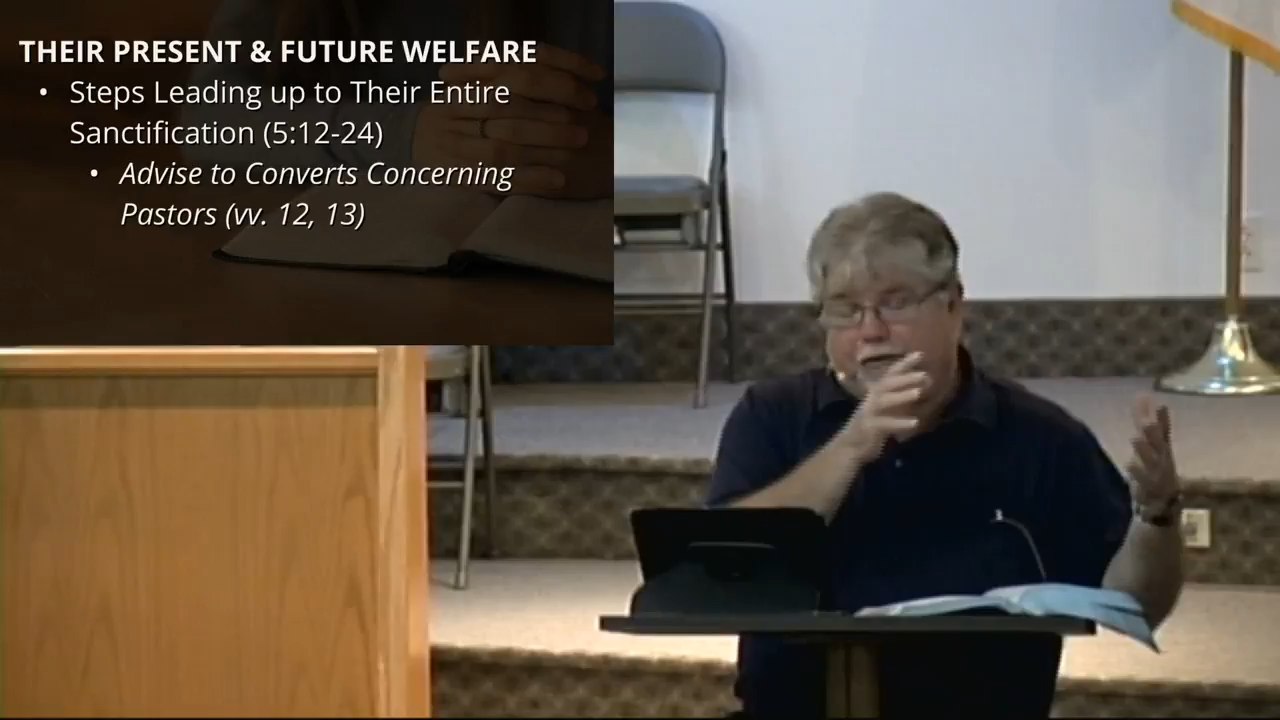 THEIR PRESENT & FUTURE WELFARE
• Steps Leading up to Their Entire
Sanctification (5:12-24)
• Advise to Converts Concerning
Pastors (vv. 12, 13)